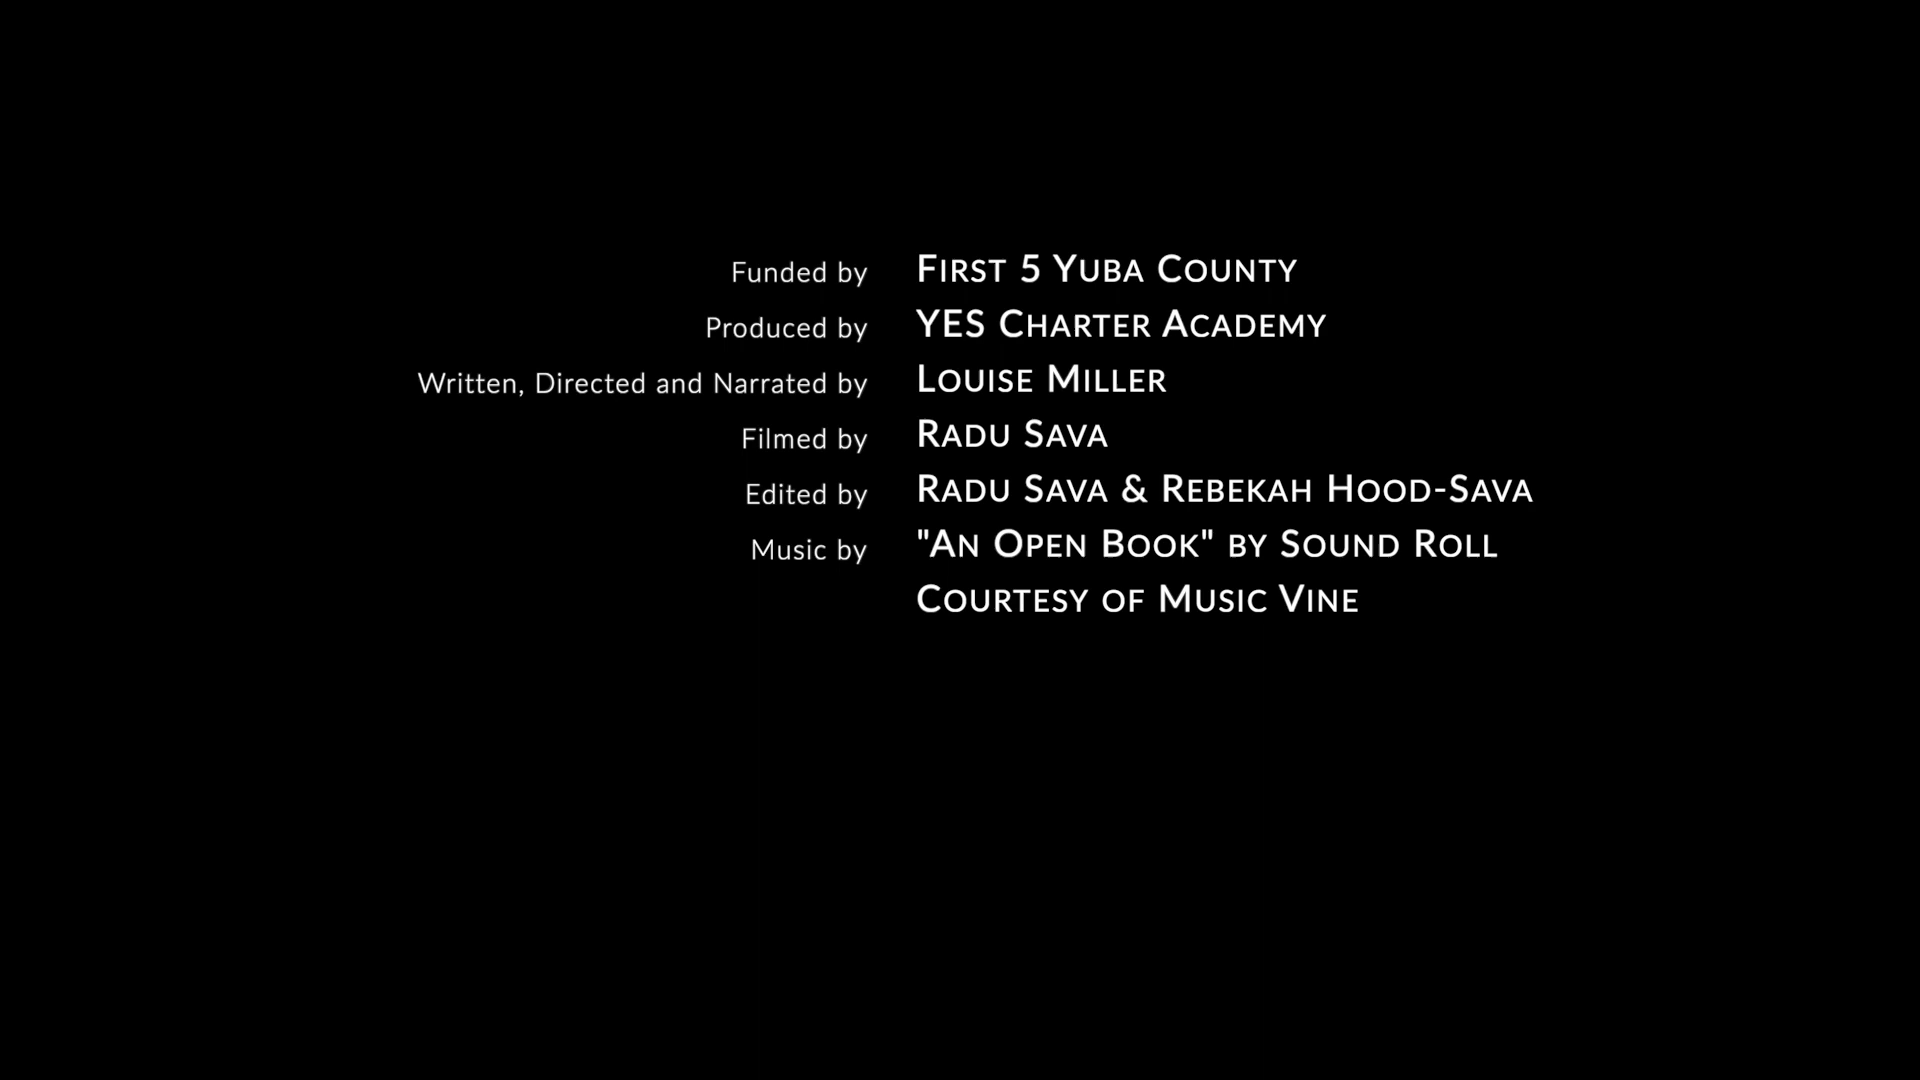 Funded by First 5 Yuba County
Produced by YES Charter Academy
Written, Directed and Narrated by Louise Miller
Filmed by Radu Sava
Edited by Radu Sava & Rebekah Hood-Sava
Music by "An Open Book" by Sound Roll
Courtesy of Music Vine